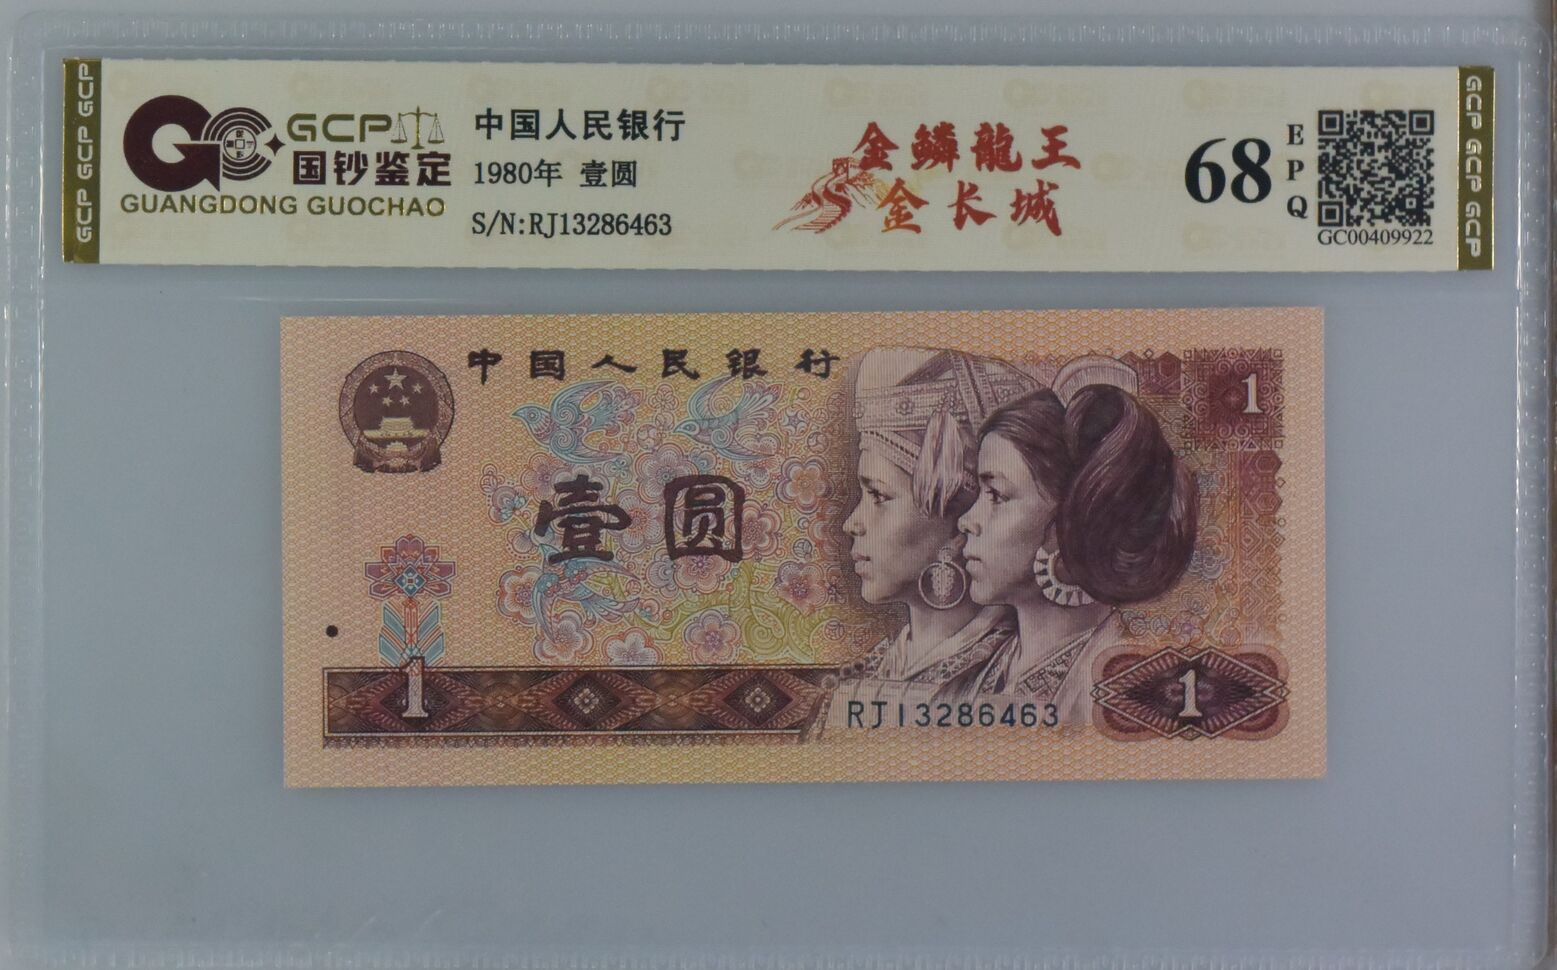 GCP GCP GCP
GCP
国钞鉴定
GUANGDONG GUOCHAO
中国人民银行
1980年 壹圆
S/N:RJ13286463
金鳞龍王
金长城
68
EPQ
GC00409922
GCP GCP GCP
中国人民银行
1
壹圆
1
RJ13286463
1